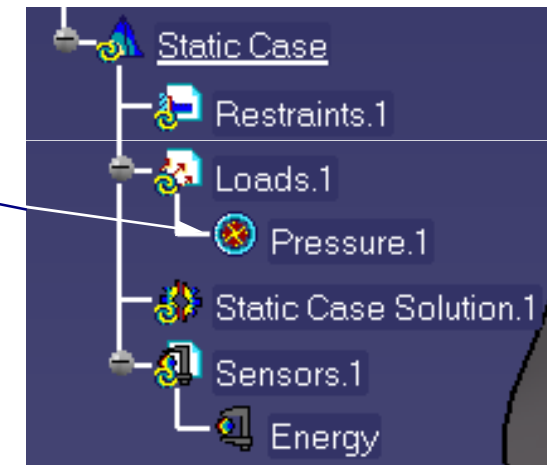 Static Case
Restraints.1
Loads.1
Pressure.1
Static Case Solution.1
Sensors.1
Energy